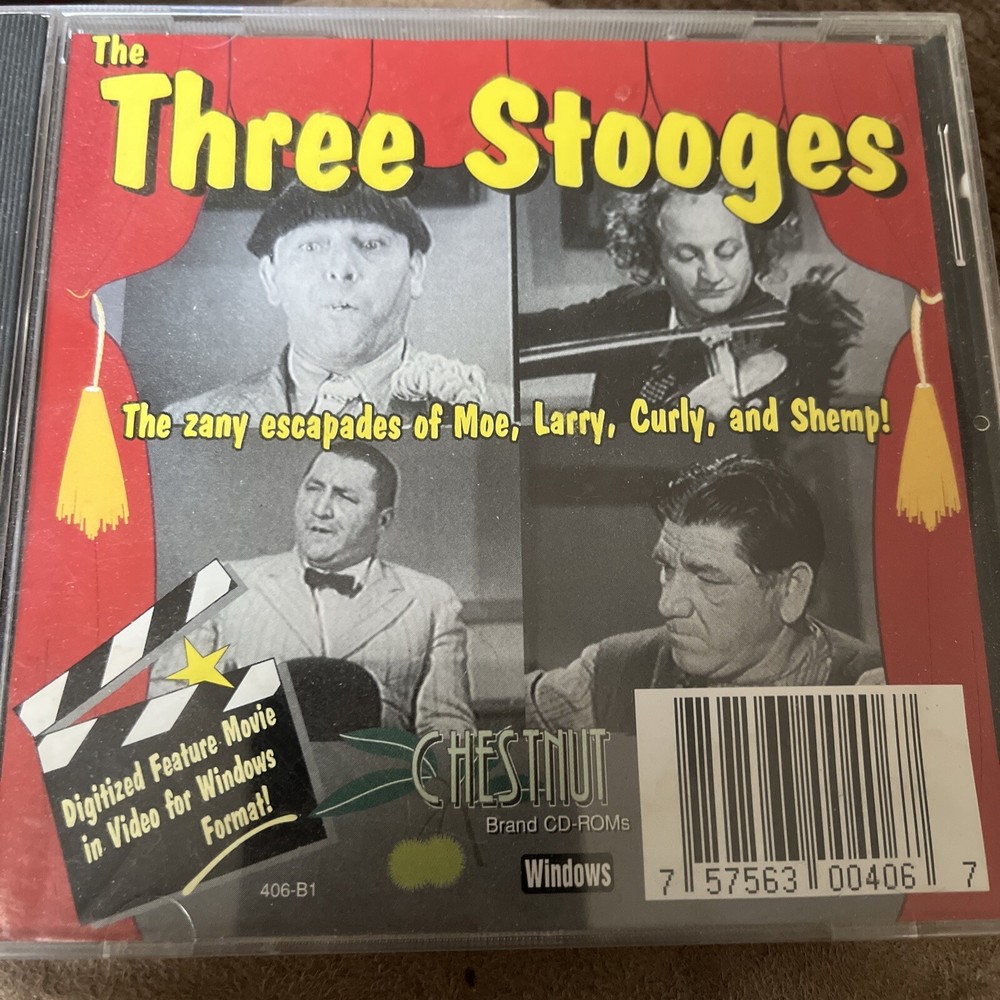 The
Three Stooges
The zany escapades of Moe, Larry, Curly, and Shemp!
Digitized Feature Movie
in Video for Windows
Format!
CHESTNUT
Brand CD-ROMs
Windows
406-B1
7 57563 00406 7